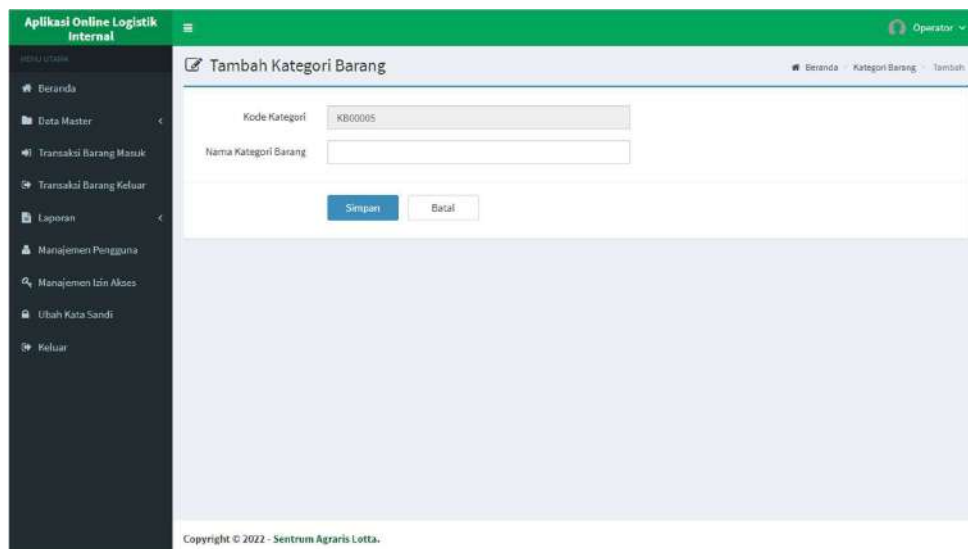 Aplikasi Online Logistik
Internal
Operator
MENU UTAMA
Beranda
Data Master
Transaksi Barang Masuk
Transaksi Barang Keluar
Laporan
Manajemen Pengguna
Manajemen Izin Akses
Ubah Kata Sandi
Keluar
Tambah Kategori Barang
Beranda Kategori Barang Tambah
Kode Kategori KB00005
Nama Kategori Barang
Simpan Batal
Copyright © 2022 - Sentrum Agraris Lotta.